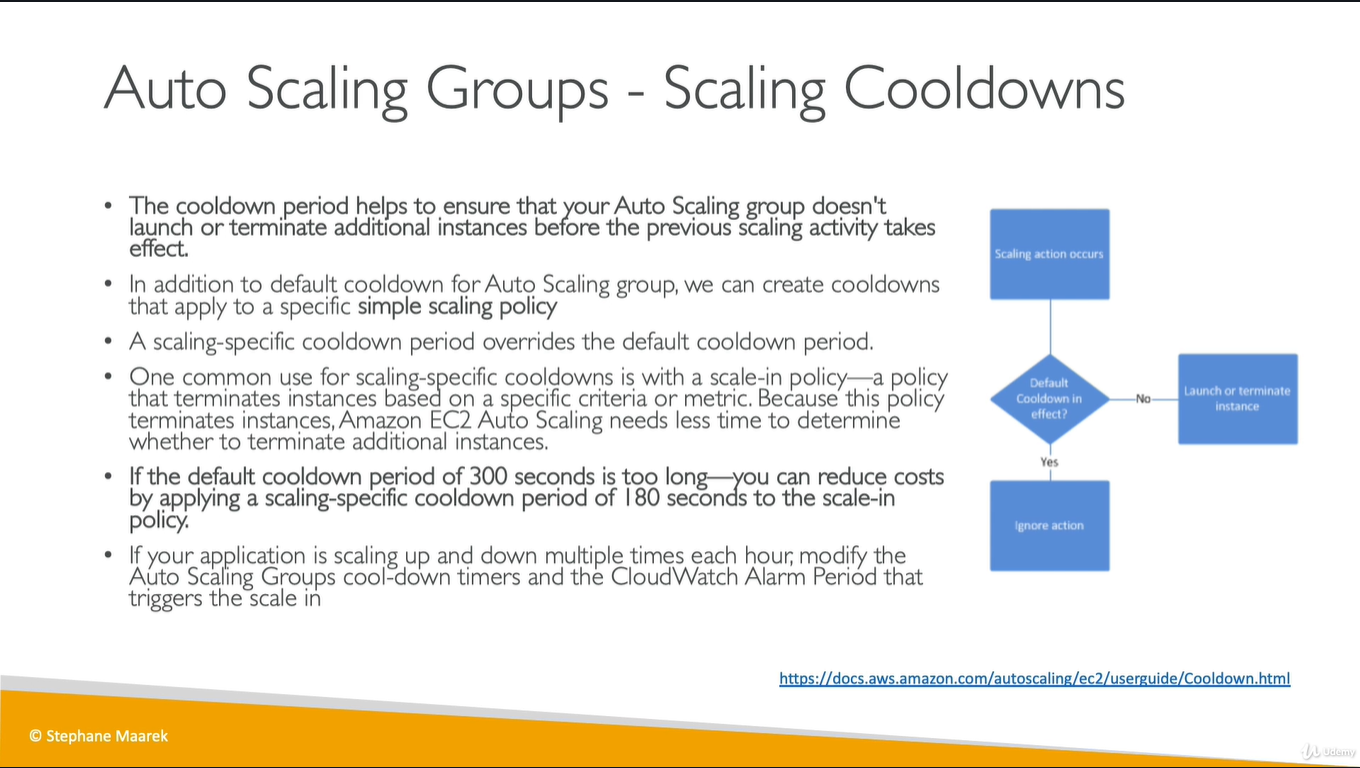 Auto Scaling Groups - Scaling Cooldowns
• The cooldown period helps to ensure that your Auto Scaling group doesn't
launch or terminate additional instances before the previous scaling activity takes
effect.
• In addition to default cooldown for Auto Scaling group, we can create cooldowns
that apply to a specific simple scaling policy
• A scaling-specific cooldown period overrides the default cooldown period.
• One common use for scaling-specific cooldowns is with a scale-in policy—a policy
that terminates instances based on a specific criteria or metric. Because this policy
terminates instances, Amazon EC2 Auto Scaling needs less time to determine
whether to terminate additional instances.
• If the default cooldown period of 300 seconds is too long—you can reduce costs
by applying a scaling-specific cooldown period of 180 seconds to the scale-in
policy.
• If your application is scaling up and down multiple times each hour, modify the
Auto Scaling Groups cool-down timers and the CloudWatch Alarm Period that
triggers the scale in
Scaling action occurs
Default
Cooldown in
effect?
No
Launch or terminate
instance
Yes
Ignore action
https://docs.aws.amazon.com/autoscaling/ec2/userguide/Cooldown.html
© Stephane Maarek
Udemy